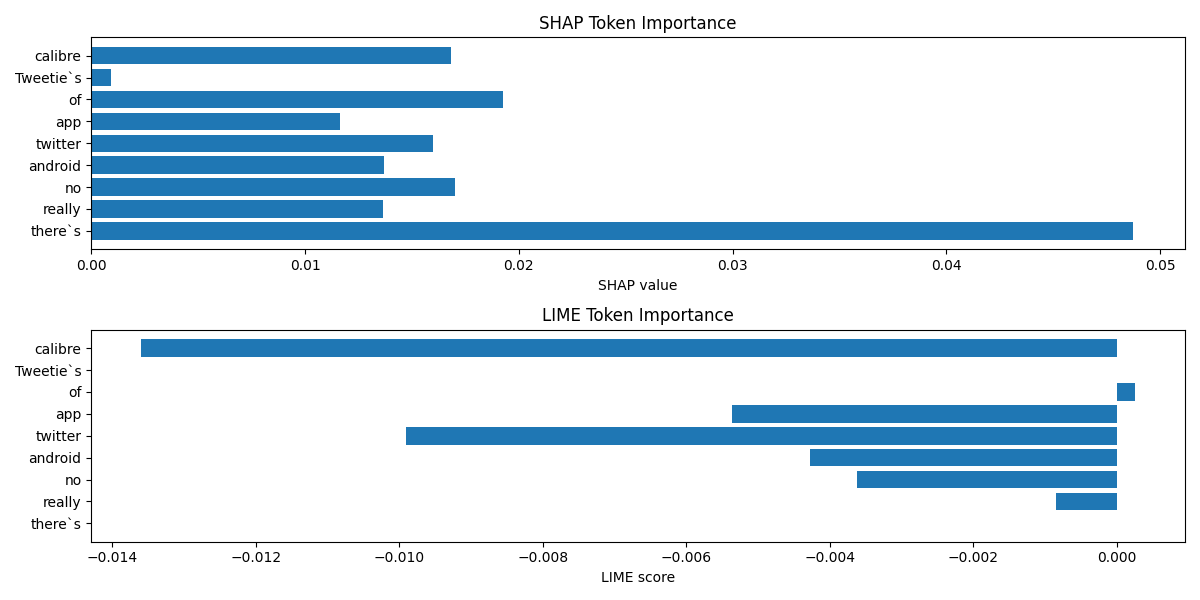 SHAP Token Importance
calibre
Tweetie`s
of
app
twitter
android
no
really
there`s
0.00 0.01 0.02 0.03 0.04 0.05
SHAP value
LIME Token Importance
calibre
Tweetie`s
of
app
twitter
android
no
really
there`s
−0.014 −0.012 −0.010 −0.008 −0.006 −0.004 −0.002 0.000
LIME score